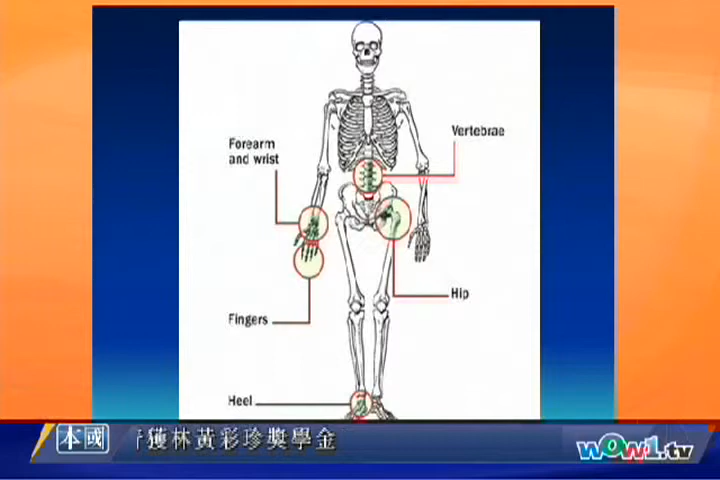 Forearm
and wrist
Vertebrae
Hip
Fingers
Heel
本國
獲林黃彩珍獎學金
wOw1.tv